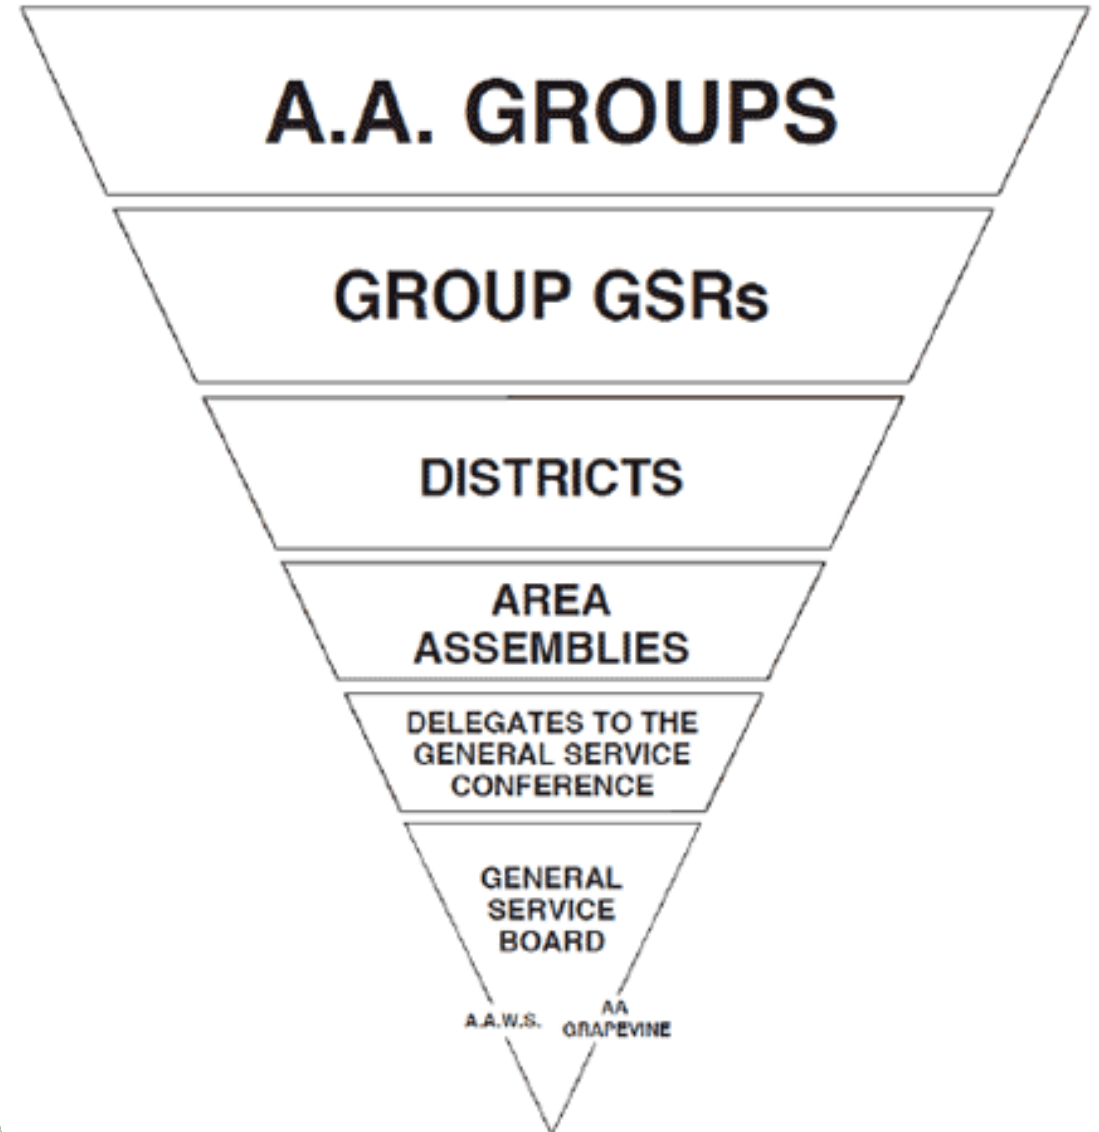 A.A. GROUPS
GROUP GSRs
DISTRICTS
AREA
ASSEMBLIES
DELEGATES TO THE
GENERAL SERVICE
CONFERENCE
GENERAL
SERVICE
BOARD
A.A.W.S.
AA
GRAPEVINE